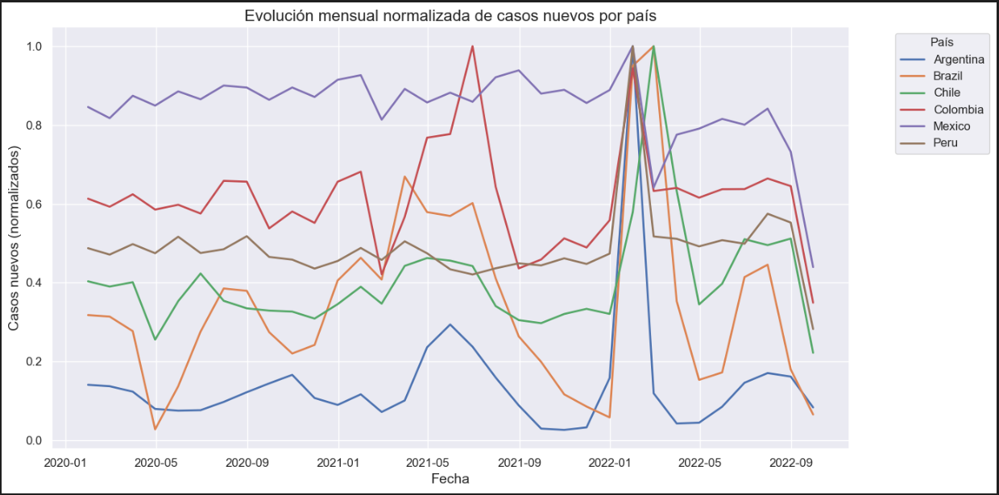 Evolución mensual normalizada de casos nuevos por país
País
Argentina
Brazil
Chile
Colombia
Mexico
Peru
Casos nuevos (normalizados)
1.0
0.8
0.6
0.4
0.2
0.0
2020-01 2020-05 2020-09 2021-01 2021-05 2021-09 2022-01 2022-05 2022-09
Fecha